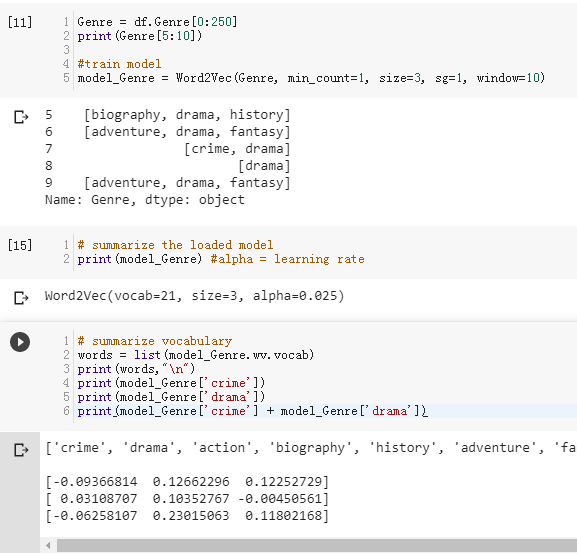 [11]
1 Genre = df.Genre[0:250]
2 print(Genre[5:10])
3
4 #train model
5 model_Genre = Word2Vec(Genre, min_count=1, size=3, sg=1, window=10)
5 [biography, drama, history]
6 [adventure, drama, fantasy]
7 [crime, drama]
8 [drama]
9 [adventure, drama, fantasy]
Name: Genre, dtype: object
[15]
1 # summarize the loaded model
2 print(model_Genre) #alpha = learning rate
Word2Vec(vocab=21, size=3, alpha=0.025)
1 # summarize vocabulary
2 words = list(model_Genre.wv.vocab)
3 print(words,"\n")
4 print(model_Genre['crime'])
5 print(model_Genre['drama'])
6 print(model_Genre['crime'] + model_Genre['drama'])
['crime', 'drama', 'action', 'biography', 'history', 'adventure', 'fa
[-0.09366814 0.12662296 0.12252729]
[ 0.03108707 0.10352767 -0.00450561]
[-0.06258107 0.23015063 0.11802168]